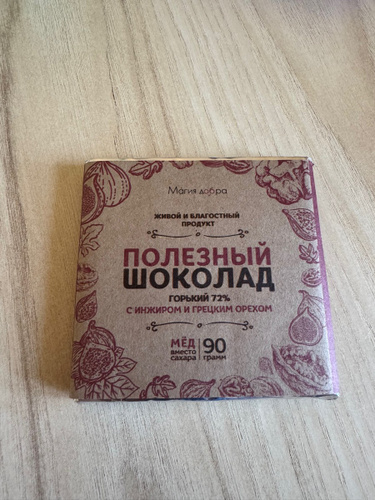 Магия добра
ЖИВОЙ И БЛАГОСТНЫЙ
ПРОДУКТ
ПОЛЕЗНЫЙ
ШОКОЛАД
ГОРЬКИЙ 72%
С ИНЖИРОМ И ГРЕЦКИМ ОРЕХОМ
МЁД
вместо
сахара
90
грамм